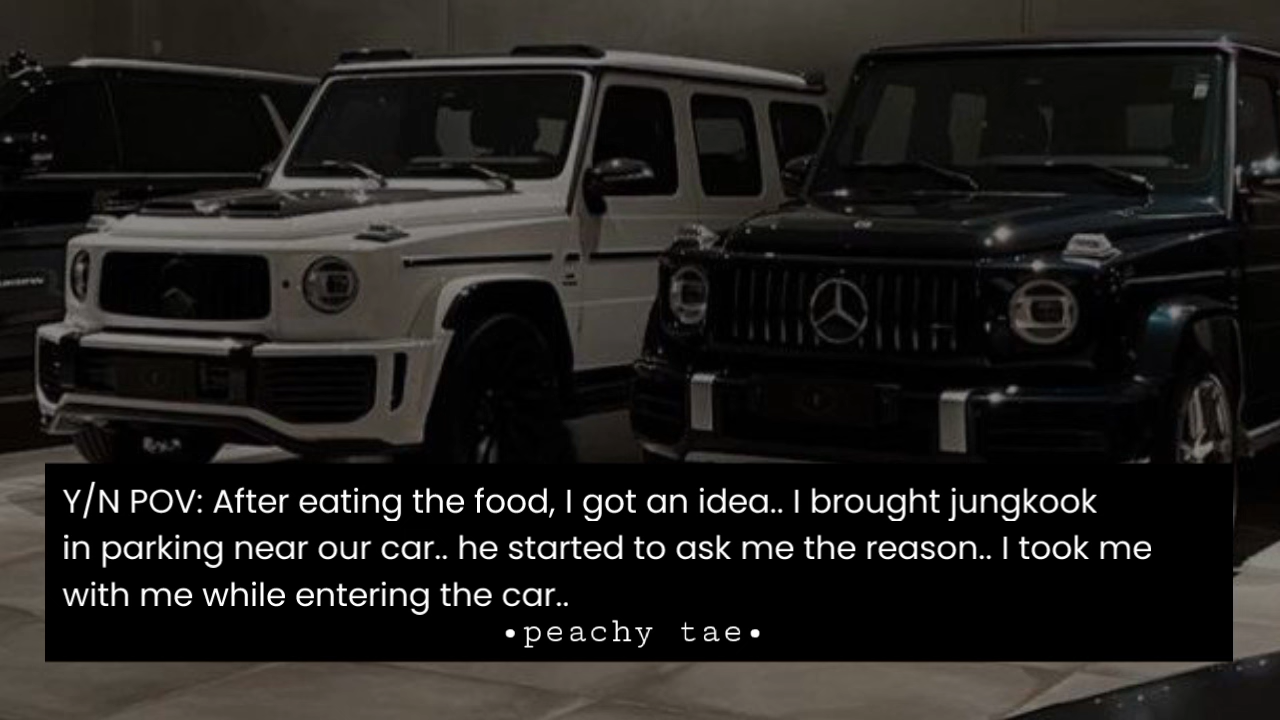 Y/N POV: After eating the food, I got an idea.. I brought jungkook
in parking near our car.. he started to ask me the reason.. I took me
with me while entering the car..
•peachy tae•